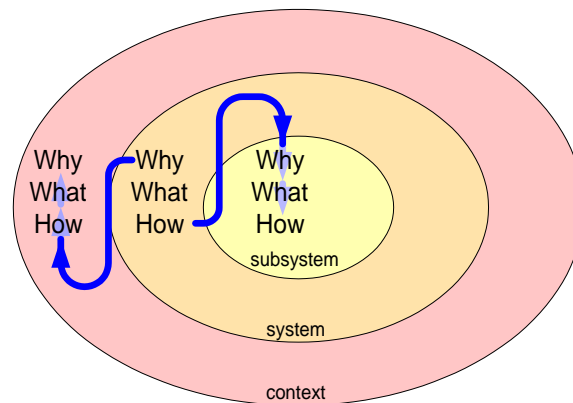 Why Why Why
What What What
How How How
subsystem
system
context